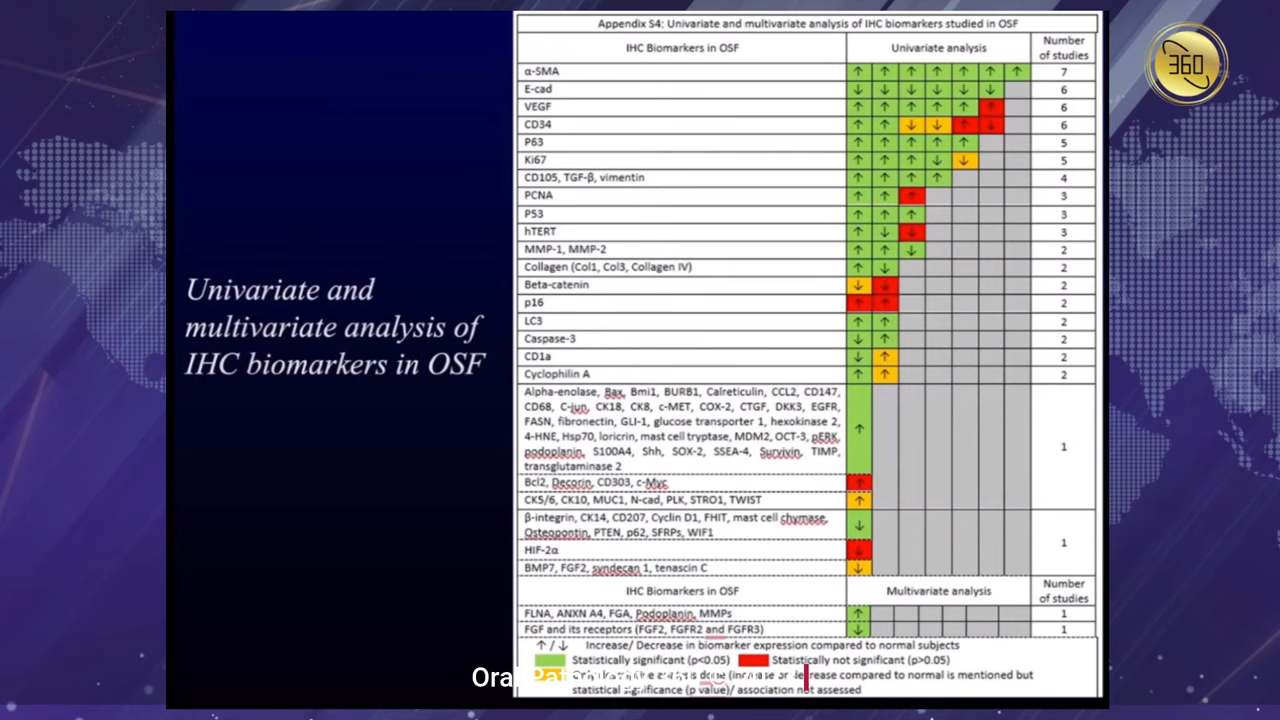 Appendix S4: Univariate and multivariate analysis of IHC biomarkers studied in OSF
IHC Biomarkers in OSF Univariate analysis Number of studies
α-SMA ↑ ↑ ↑ ↑ ↑ ↑ ↑ 7
E-cad ↓ ↓ ↓ ↓ ↓ ↓ 6
VEGF ↑ ↑ ↑ ↑ ↑ ↑ 6
CD34 ↑ ↑ ↓ ↓ ↑ ↓ 6
P63 ↑ ↑ ↑ ↑ ↑ 5
Ki67 ↑ ↑ ↑ ↓ ↓ 5
CD105, TGF-β, vimentin ↑ ↑ ↑ ↑ 4
PCNA ↑ ↑ ↑ 3
P53 ↑ ↑ ↑ 3
hTERT ↑ ↓ ↓ 3
MMP-1, MMP-2 ↑ ↑ ↓ 2
Collagen (Col1, Col3, Collagen IV) ↑ ↓ 2
Beta-catenin ↓ ↓ 2
p16 ↑ ↑ 2
LC3 ↑ ↑ 2
Caspase-3 ↓ ↑ 2
CD1a ↓ ↑ 2
Cyclophilin A ↑ ↑ 2
Alpha-enolase, Bax, Bmi1, BURB1, Calreticulin, CCL2, CD147,
CD68, C-jun, CK18, CK8, c-MET, COX-2, CTGF, DKK3, EGFR,
FASN, fibronectin, GLI-1, glucose transporter 1, hexokinase 2,
4-HNE, Hsp70, loricrin, mast cell tryptase, MDM2, OCT-3, pERK,
podoplanin, S100A4, Shh, SOX-2, SSEA-4, Survivin, TIMP,
transglutaminase 2 ↑ 1
Bcl2, Decorin, CD303, c-Myc ↑
CK5/6, CK10, MUC1, N-cad, PLK, STRO1, TWIST ↑
β-integrin, CK14, CD207, Cyclin D1, FHIT, mast cell chymase,
Osteopontin, PTEN, p62, SFRPs, WIF1 ↓ 1
HIF-2α ↓
BMP7, FGF2, syndecan 1, tenascin C ↓
IHC Biomarkers in OSF Multivariate analysis Number of studies
FLNA, ANXN A4, FGA, Podoplanin, MMPs ↑ 1
FGF and its receptors (FGF2, FGFR2 and FGFR3) ↓ 1
↑ / ↓ Increase/ Decrease in biomarker expression compared to normal subjects
Statistically significant (p<0.05) Statistically not significant (p>0.05)
compared to normal is mentioned but
statistical significance (p value)/ association not assessed
Univariate and
multivariate analysis of
IHC biomarkers in OSF
360
Oral Pathology